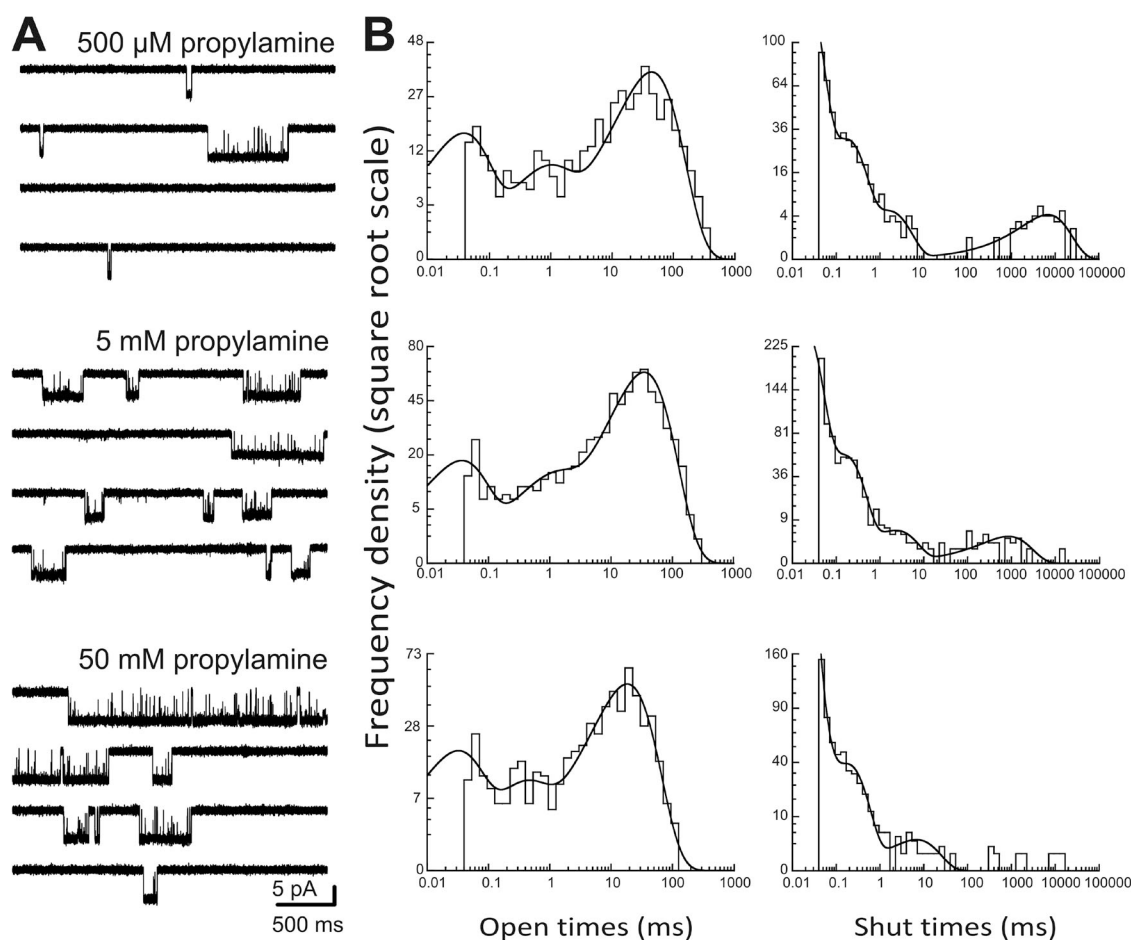 A
500 µM propylamine
5 mM propylamine
50 mM propylamine
5 pA
500 ms
B
Frequency density (square root scale)
48
27
12
3
0
0.01 0.1 1 10 100 1000
100
64
36
16
4
0
0.01 0.1 1 10 100 1000 10000 100000
80
45
20
5
0
0.01 0.1 1 10 100 1000
225
144
81
36
9
0
0.01 0.1 1 10 100 1000 10000 100000
73
28
7
0
0.01 0.1 1 10 100 1000
160
90
40
10
0
0.01 0.1 1 10 100 1000 10000 100000
Open times (ms)
Shut times (ms)